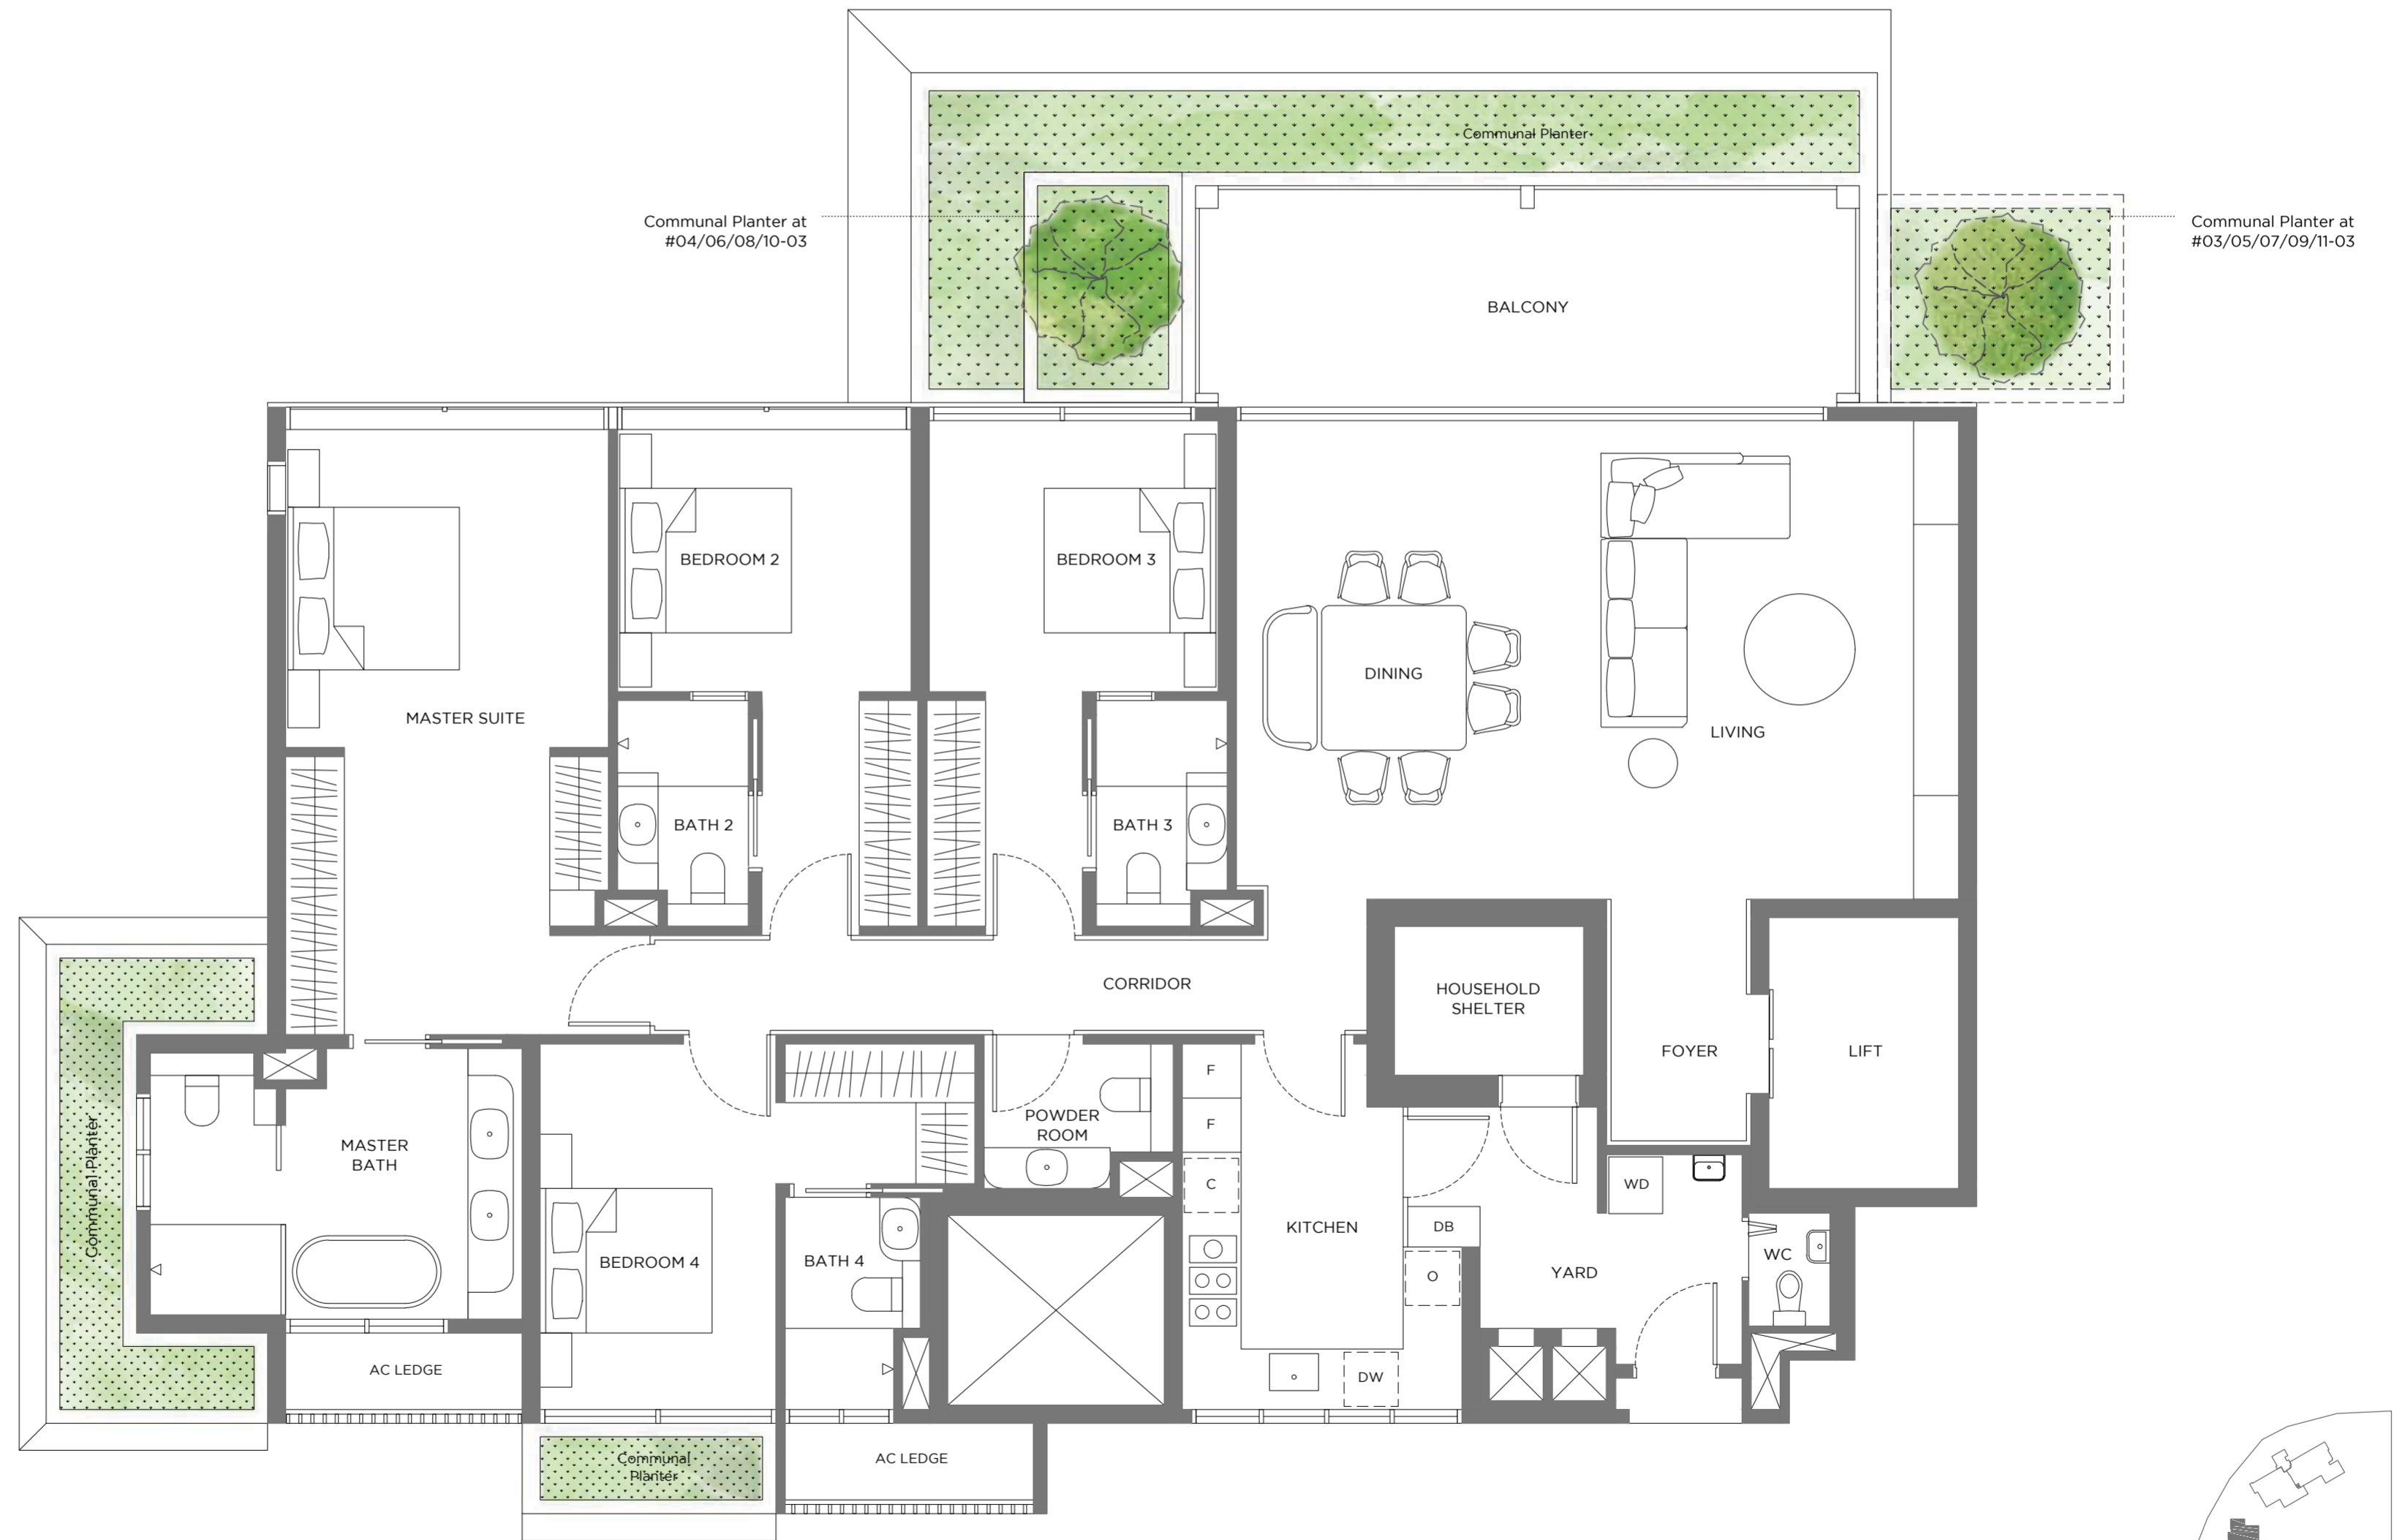 Communal Planter
Communal Planter at
#04/06/08/10-03
Communal Planter at
#03/05/07/09/11-03
BALCONY
BEDROOM 2
BEDROOM 3
DINING
MASTER SUITE
LIVING
BATH 2
BATH 3
CORRIDOR
HOUSEHOLD
SHELTER
FOYER
LIFT
F
F
C
POWDER
ROOM
MASTER
BATH
Communal Planter
WD
KITCHEN
DB
O
YARD
WC
BEDROOM 4
BATH 4
AC LEDGE
DW
Communal
Planter
AC LEDGE